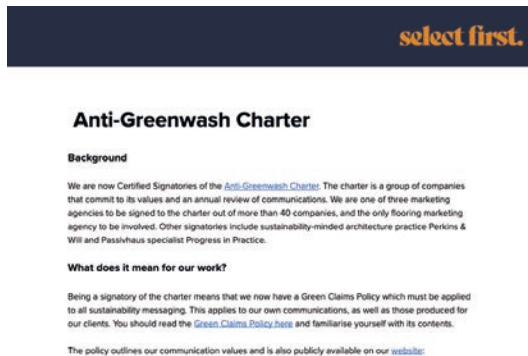 select first.
Anti-Greenwash Charter
Background
We are now Certified Signatories of the Anti-Greenwash Charter. The charter is a group of companies
that commit to its values and an annual review of communications. We are one of three marketing
agencies to be signed to the charter out of more than 40 companies, and the only flooring marketing
agency to be involved. Other signatories include sustainability-minded architecture practice Perkins &
Will and Passivhaus specialist Progress in Practice.
What does it mean for our work?
Being a signatory of the charter means that we now have a Green Claims Policy which must be applied
to all sustainability messaging. This applies to our own communications, as well as those produced for
our clients. You should read the Green Claims Policy here and familiarise yourself with its contents.
The policy outlines our communication values and is also publicly available on our website: